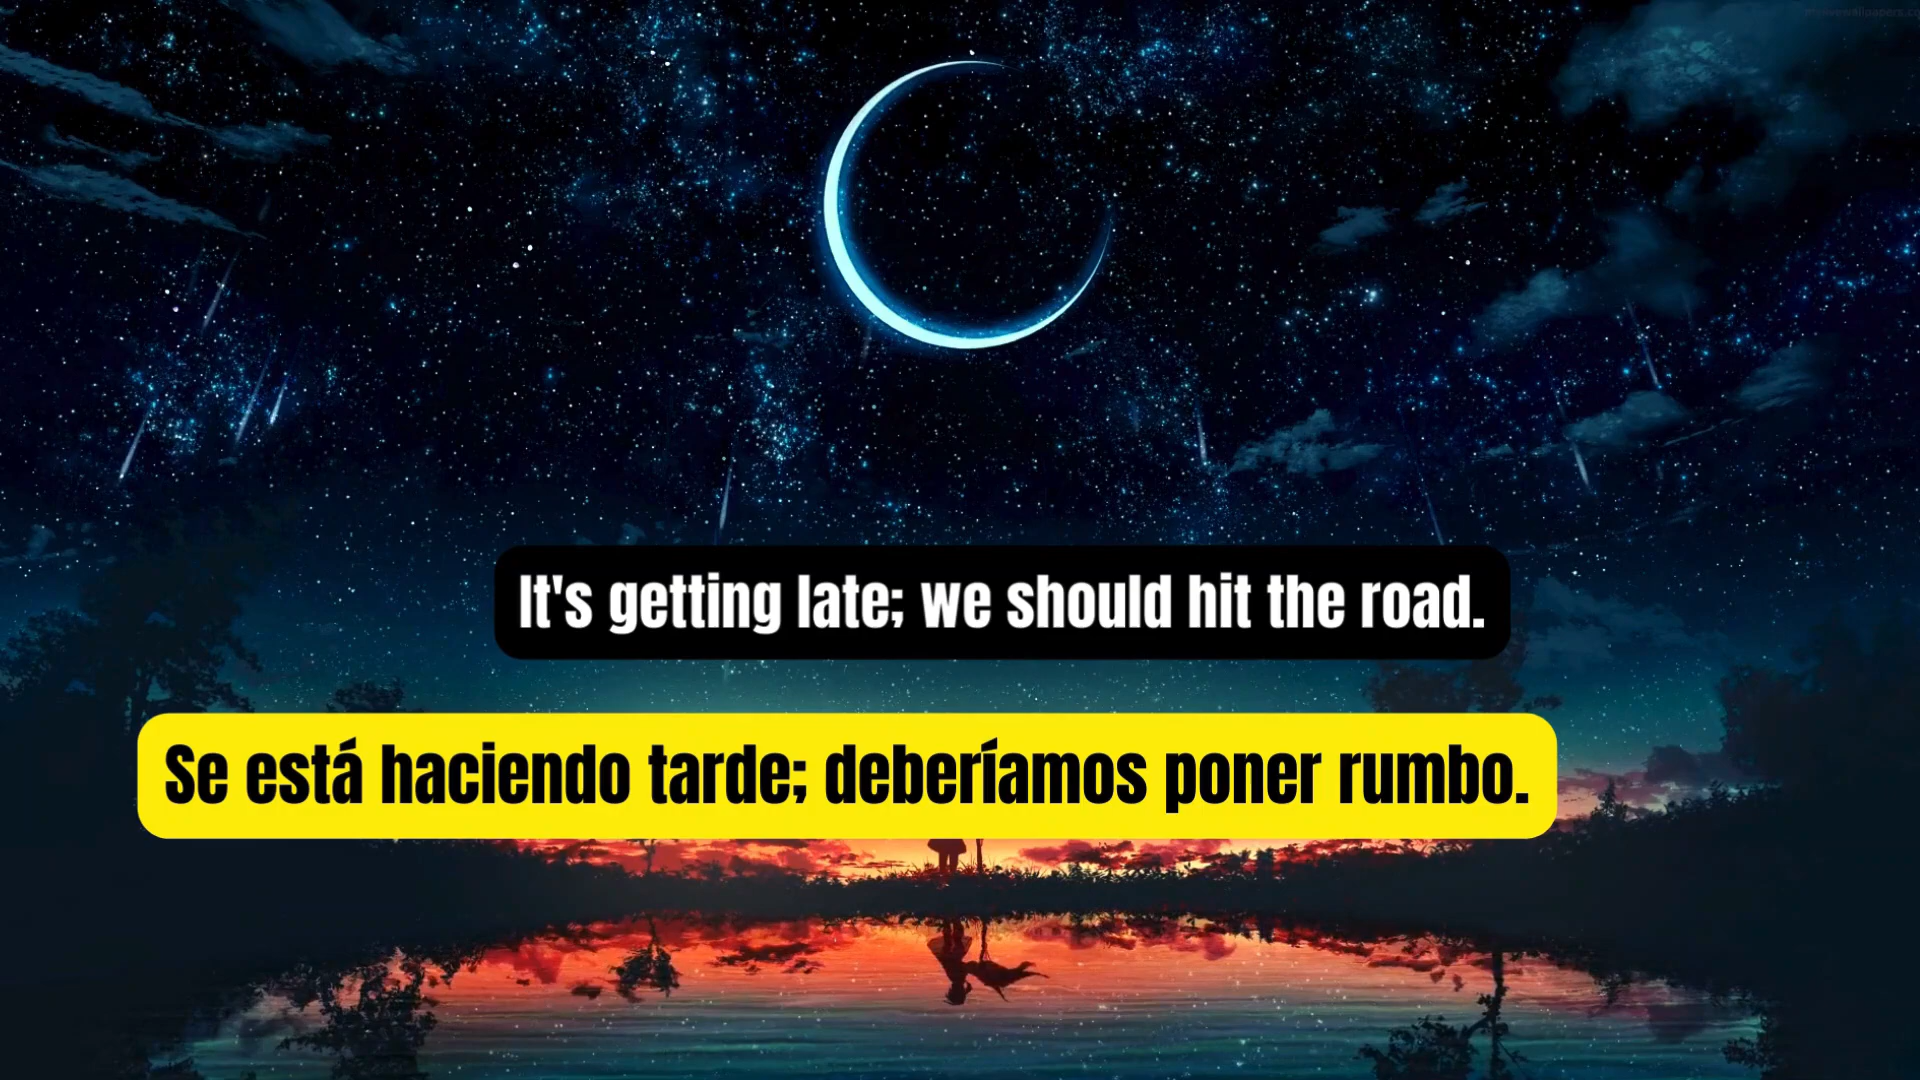 It's getting late; we should hit the road.
Se está haciendo tarde; deberíamos poner rumbo.